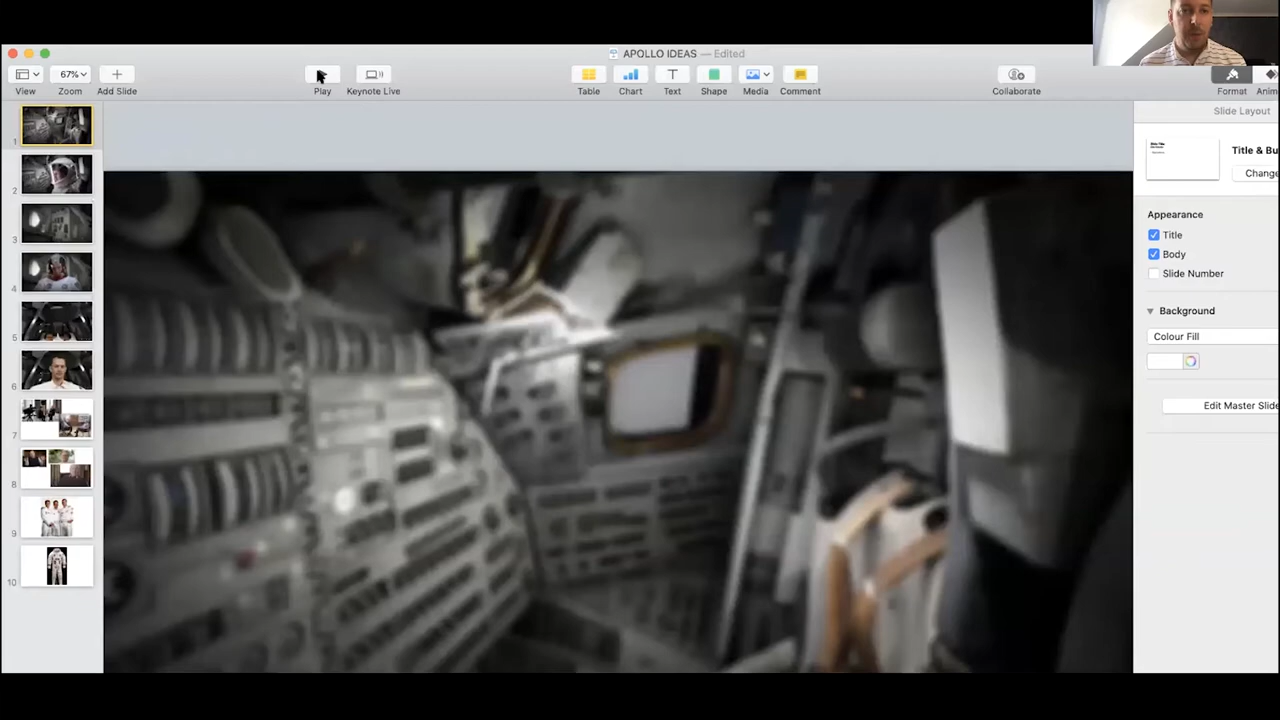 APOLLO IDEAS — Edited
67%
View
Zoom
Add Slide
Play
Keynote Live
Table
Chart
Text
Shape
Media
Comment
Collaborate
Format
Anim
Slide Layout
1
2
3
4
5
6
7
8
9
10
Title & Bu
Change
Appearance
Title
Body
Slide Number
Background
Colour Fill
Edit Master Slide